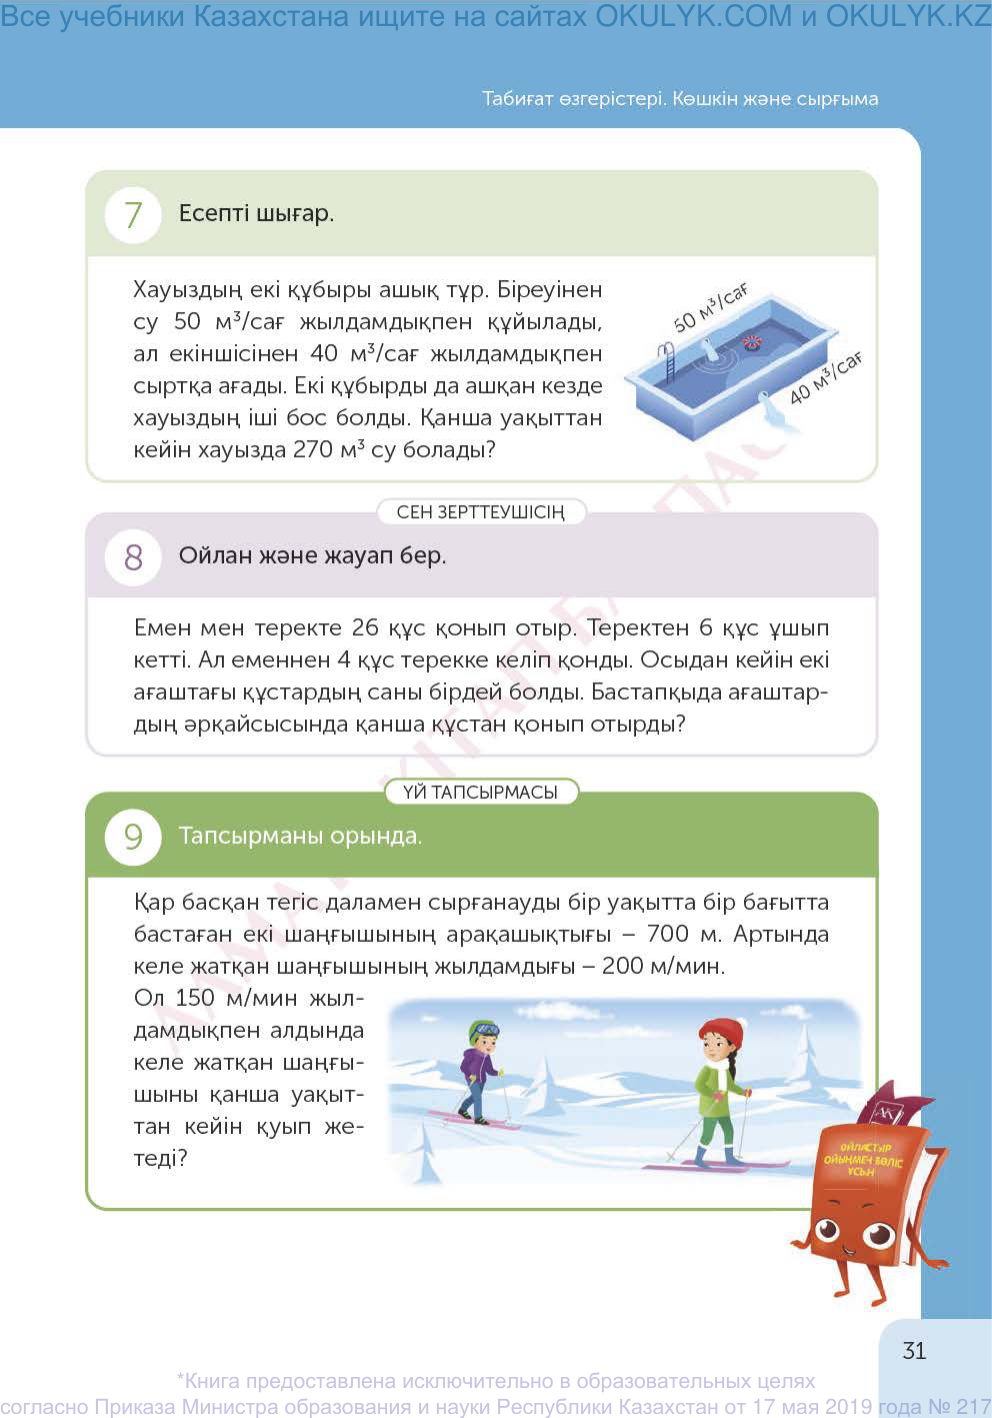 Все учебники Казахстана ищите на сайтах OKULYK.COM и OKULYK.KZ
Табиғат өзгерістері. Көшкін және сырғыма
7 Есепті шығар.
Хауыздың екі құбыры ашық тұр. Біреуінен
су 50 м³/сағ жылдамдықпен құйылады,
ал екіншісінен 40 м³/сағ жылдамдықпен
сыртқа ағады. Екі құбырды да ашқан кезде
хауыздың іші бос болды. Қанша уақыттан
кейін хауызда 270 м³ су болады?
50 м³/сағ
40 м³/сағ
СЕН ЗЕРТТЕУШІСІҢ
8 Ойлан және жауап бер.
Емен мен теректе 26 құс қонып отыр. Теректен 6 құс ұшып
кетті. Ал еменнен 4 құс терекке келіп қонды. Осыдан кейін екі
ағаштағы құстардың саны бірдей болды. Бастапқыда ағаштар-
дың әрқайсысында қанша құстан қонып отырды?
ҮЙ ТАПСЫРМАСЫ
9 Тапсырманы орында.
Қар басқан тегіс даламен сырғанауды бір уақытта бір бағытта
бастаған екі шаңғышының арақашықтығы – 700 м. Артында
келе жатқан шаңғышының жылдамдығы – 200 м/мин.
Ол 150 м/мин жыл-
дамдықпен алдында
келе жатқан шаңғы-
шыны қанша уақыт-
тан кейін қуып же-
теді?
АК
ОЙЛАСТЫР
ОЙЫҢМЕН БӨЛІС
ҰСЫН
31
*Книга предоставлена исключительно в образовательных целях
согласно Приказа Министра образования и науки Республики Казахстан от 17 мая 2019 года № 217